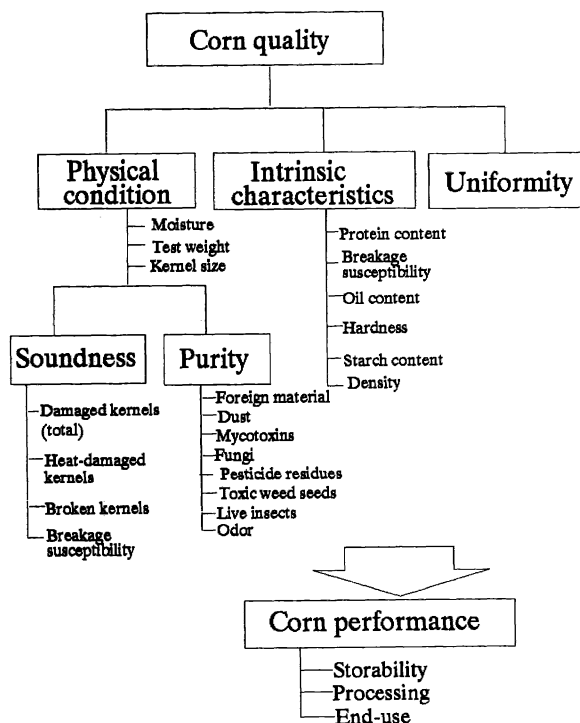 Corn quality
Physical
condition
Intrinsic
characteristics
Uniformity
Moisture
Test weight
Kernel size
Protein content
Breakage
susceptibility
Oil content
Hardness
Starch content
Density
Soundness
Purity
Damaged kernels
(total)
Heat-damaged
kernels
Broken kernels
Breakage
susceptibility
Foreign material
Dust
Mycotoxins
Fungi
Pesticide residues
Toxic weed seeds
Live insects
Odor
Corn performance
Storability
Processing
End-use